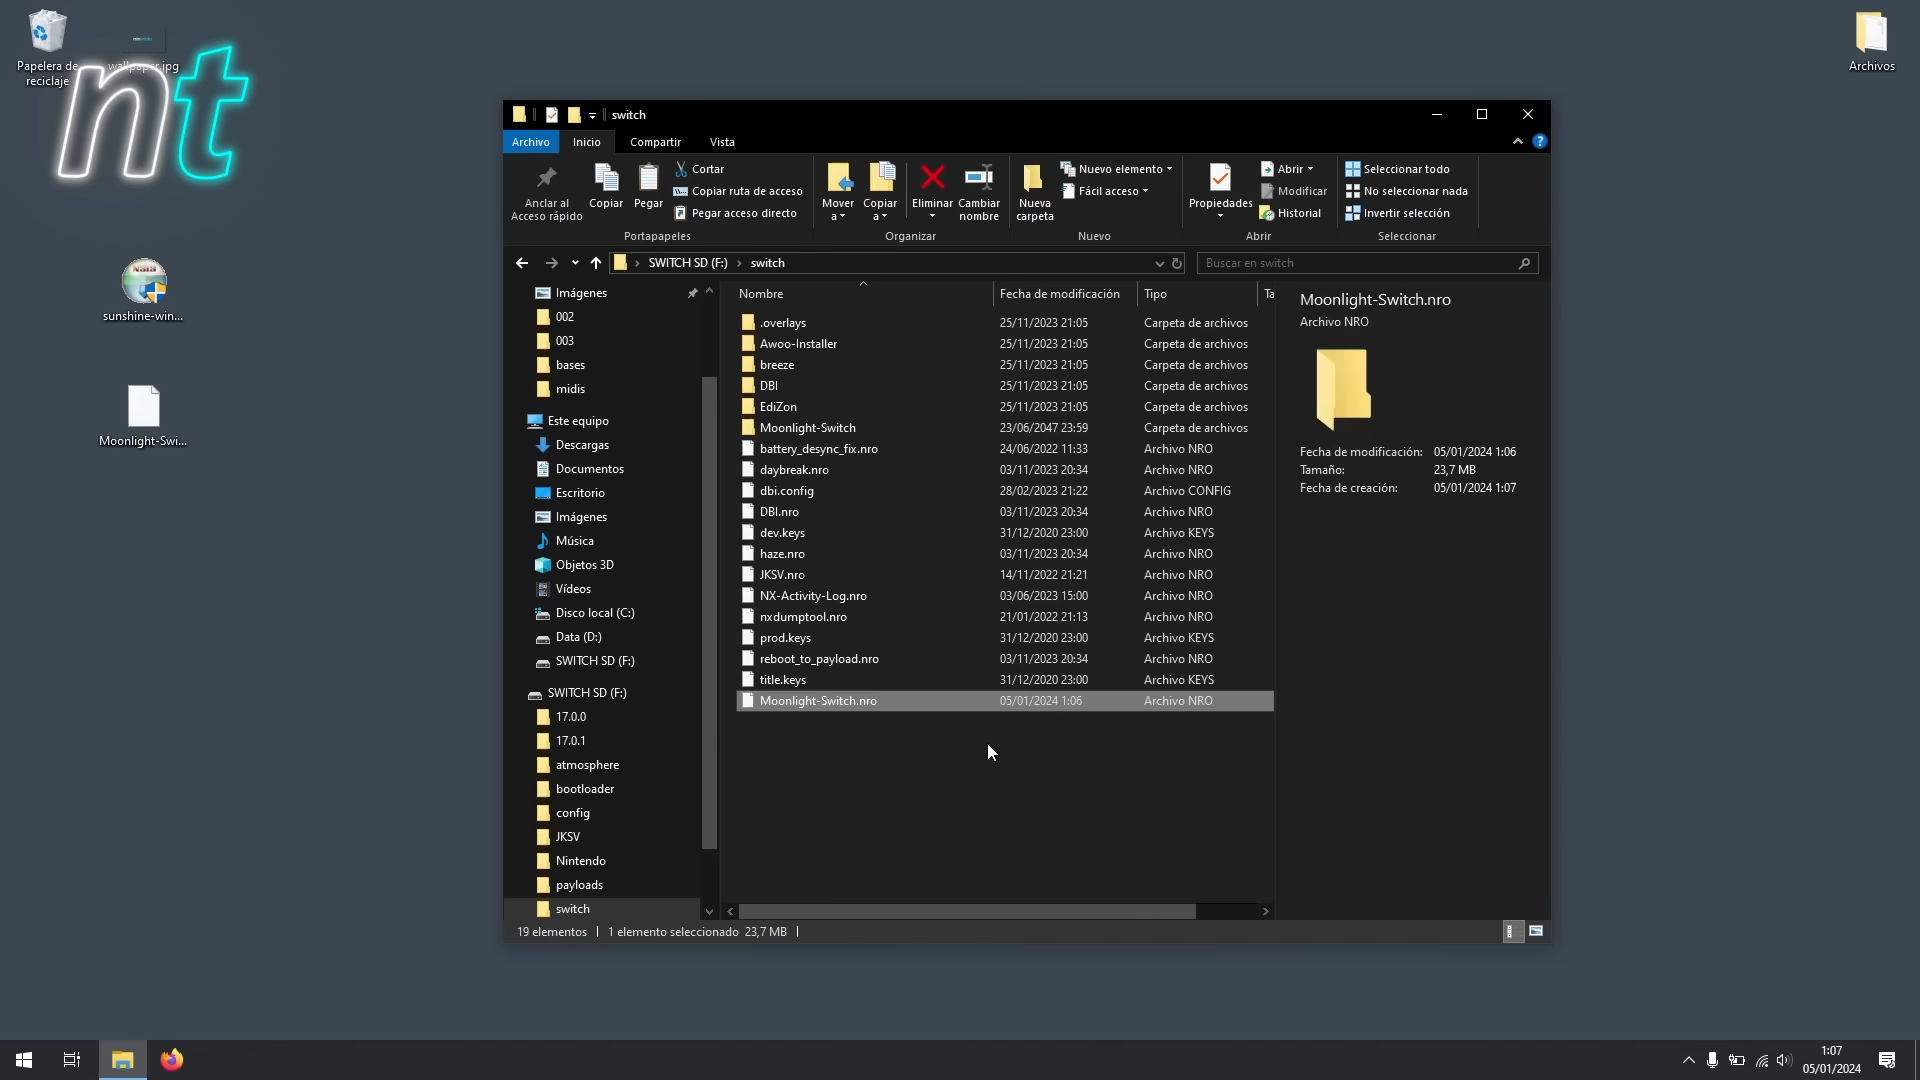 Papelera de
reciclaje
wallpaper.jpg
nt
NaIa
sunshine-win...
Moonlight-Swi...
Archivos
switch
Archivo
Inicio
Compartir
Vista
Anclar al
Acceso rápido
Copiar
Pegar
Cortar
Copiar ruta de acceso
Pegar acceso directo
Portapapeles
Mover
a
Copiar
a
Eliminar
Cambiar
nombre
Organizar
Nueva
carpeta
Nuevo elemento
Fácil acceso
Nuevo
Propiedades
Abrir
Modificar
Historial
Abrir
Seleccionar todo
No seleccionar nada
Invertir selección
Seleccionar
SWITCH SD (F:) › switch
Buscar en switch
Imágenes
002
003
bases
midis
Este equipo
Descargas
Documentos
Escritorio
Imágenes
Música
Objetos 3D
Vídeos
Disco local (C:)
Data (D:)
SWITCH SD (F:)
SWITCH SD (F:)
17.0.0
17.0.1
atmosphere
bootloader
config
JKSV
Nintendo
payloads
switch
Nombre Fecha de modificación Tipo Ta
.overlays 25/11/2023 21:05 Carpeta de archivos
Awoo-Installer 25/11/2023 21:05 Carpeta de archivos
breeze 25/11/2023 21:05 Carpeta de archivos
DBI 25/11/2023 21:05 Carpeta de archivos
EdiZon 25/11/2023 21:05 Carpeta de archivos
Moonlight-Switch 23/06/2047 23:59 Carpeta de archivos
battery_desync_fix.nro 24/06/2022 11:33 Archivo NRO
daybreak.nro 03/11/2023 20:34 Archivo NRO
dbi.config 28/02/2023 21:22 Archivo CONFIG
DBI.nro 03/11/2023 20:34 Archivo NRO
dev.keys 31/12/2020 23:00 Archivo KEYS
haze.nro 03/11/2023 20:34 Archivo NRO
JKSV.nro 14/11/2022 21:21 Archivo NRO
NX-Activity-Log.nro 03/06/2023 15:00 Archivo NRO
nxdumptool.nro 21/01/2022 21:13 Archivo NRO
prod.keys 31/12/2020 23:00 Archivo KEYS
reboot_to_payload.nro 03/11/2023 20:34 Archivo NRO
title.keys 31/12/2020 23:00 Archivo KEYS
Moonlight-Switch.nro 05/01/2024 1:06 Archivo NRO
Moonlight-Switch.nro
Archivo NRO
Fecha de modificación: 05/01/2024 1:06
Tamaño: 23,7 MB
Fecha de creación: 05/01/2024 1:07
19 elementos
1 elemento seleccionado 23,7 MB
1:07
05/01/2024